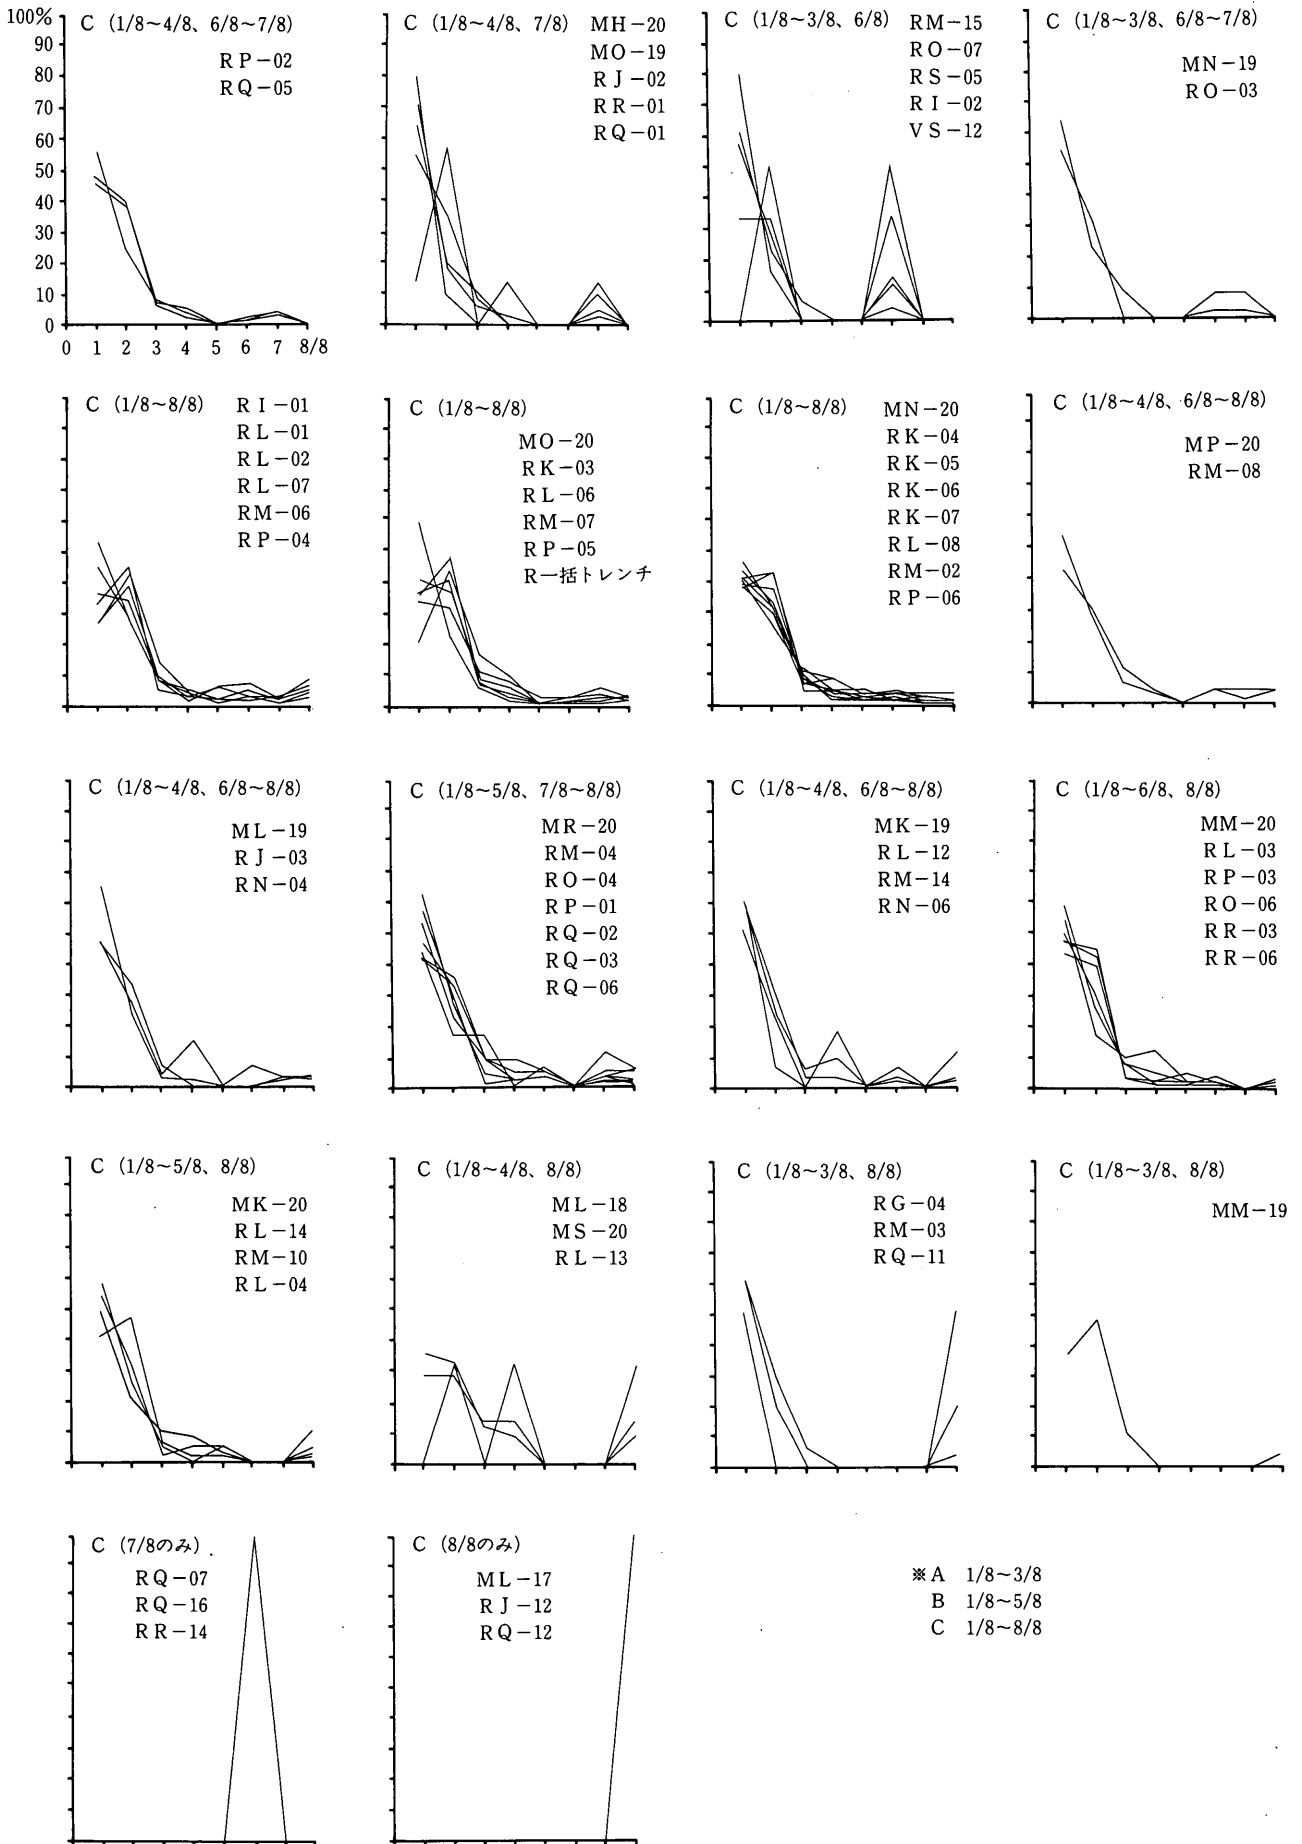 100%
90
80
70
60
50
40
30
20
10
0
0 1 2 3 4 5 6 7 8/8
C (1/8~4/8、6/8~7/8)
RP-02
RQ-05
C (1/8~4/8、7/8)
MH-20
MO-19
RJ-02
RR-01
RQ-01
C (1/8~3/8、6/8)
RM-15
RO-07
RS-05
RI-02
VS-12
C (1/8~3/8、6/8~7/8)
MN-19
RO-03
C (1/8~8/8)
RI-01
RL-01
RL-02
RL-07
RM-06
RP-04
C (1/8~8/8)
MO-20
RK-03
RL-06
RM-07
RP-05
R一括トレンチ
C (1/8~8/8)
MN-20
RK-04
RK-05
RK-06
RK-07
RL-08
RM-02
RP-06
C (1/8~4/8、6/8~8/8)
MP-20
RM-08
C (1/8~4/8、6/8~8/8)
ML-19
RJ-03
RN-04
C (1/8~5/8、7/8~8/8)
MR-20
RM-04
RO-04
RP-01
RQ-02
RQ-03
RQ-06
C (1/8~4/8、6/8~8/8)
MK-19
RL-12
RM-14
RN-06
C (1/8~6/8、8/8)
MM-20
RL-03
RP-03
RO-06
RR-03
RR-06
C (1/8~5/8、8/8)
MK-20
RL-14
RM-10
RL-04
C (1/8~4/8、8/8)
ML-18
MS-20
RL-13
C (1/8~3/8、8/8)
RG-04
RM-03
RQ-11
C (1/8~3/8、8/8)
MM-19
C (7/8のみ)
RQ-07
RQ-16
RR-14
C (8/8のみ)
ML-17
RJ-12
RQ-12
※A 1/8~3/8
B 1/8~5/8
C 1/8~8/8